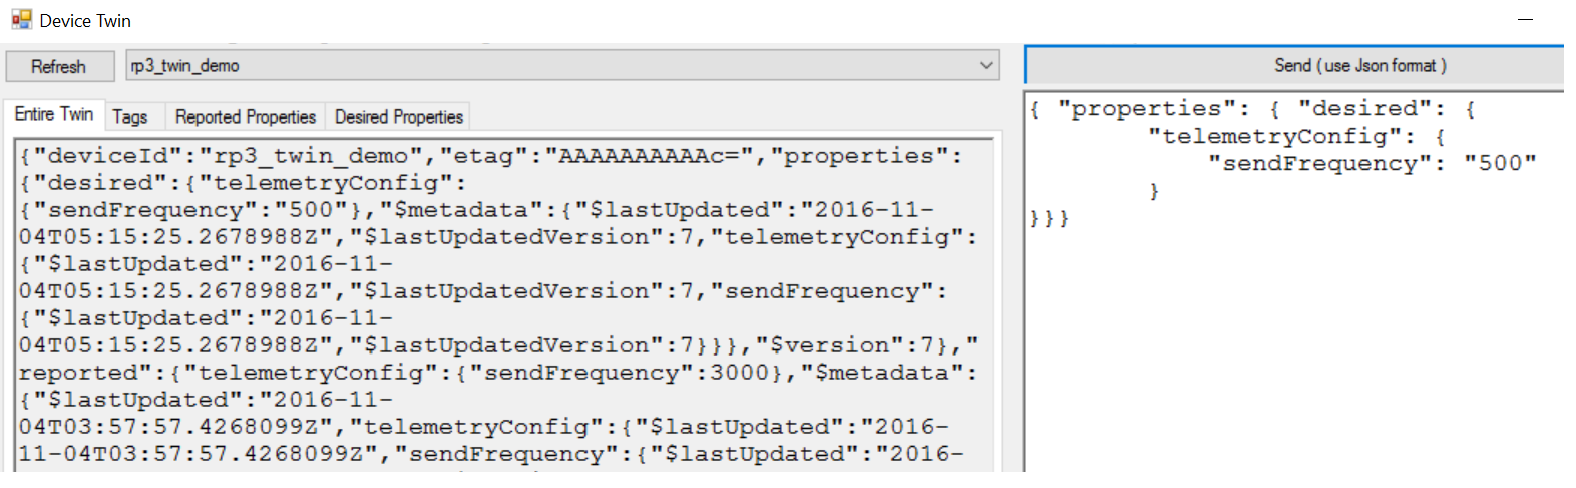 Device Twin
Refresh
rp3_twin_demo
Send ( use Json format )
Entire Twin
Tags
Reported Properties
Desired Properties
{"deviceId":"rp3_twin_demo","etag":"AAAAAAAAAAc=","properties":
{"desired":{"telemetryConfig":
{"sendFrequency":"500"},"$metadata":{"$lastUpdated":"2016-11-
04T05:15:25.2678988Z","$lastUpdatedVersion":7,"telemetryConfig":
{"$lastUpdated":"2016-11-
04T05:15:25.2678988Z","$lastUpdatedVersion":7,"sendFrequency":
{"$lastUpdated":"2016-11-
04T05:15:25.2678988Z","$lastUpdatedVersion":7}}},"$version":7},"
reported":{"telemetryConfig":{"sendFrequency":3000},"$metadata":
{"$lastUpdated":"2016-11-
04T03:57:57.4268099Z","telemetryConfig":{"$lastUpdated":"2016-
11-04T03:57:57.4268099Z","sendFrequency":{"$lastUpdated":"2016-
{ "properties": { "desired": {
"telemetryConfig": {
"sendFrequency": "500"
}
}}}